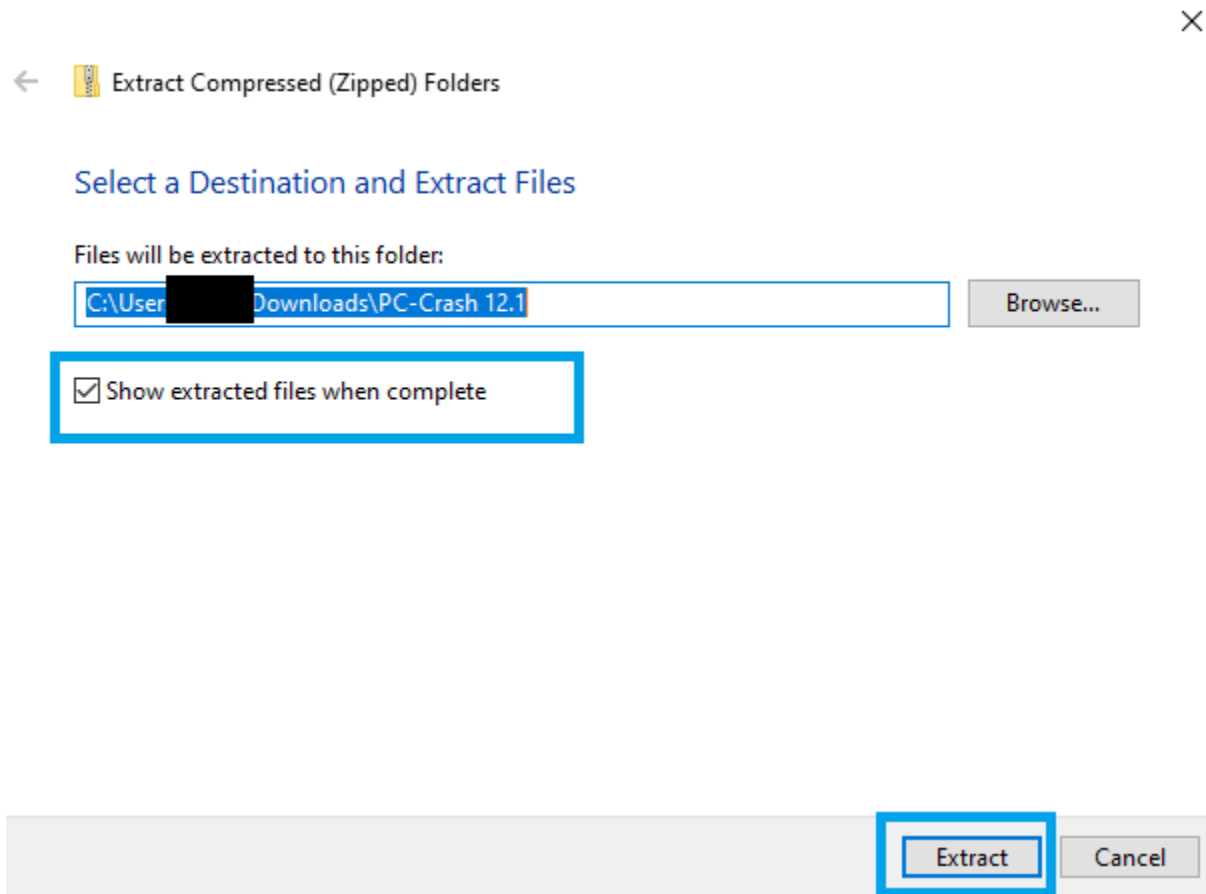 Extract Compressed (Zipped) Folders
Select a Destination and Extract Files
Files will be extracted to this folder:
C:\User Downloads\PC-Crash 12.1
Browse...
Show extracted files when complete
Extract
Cancel